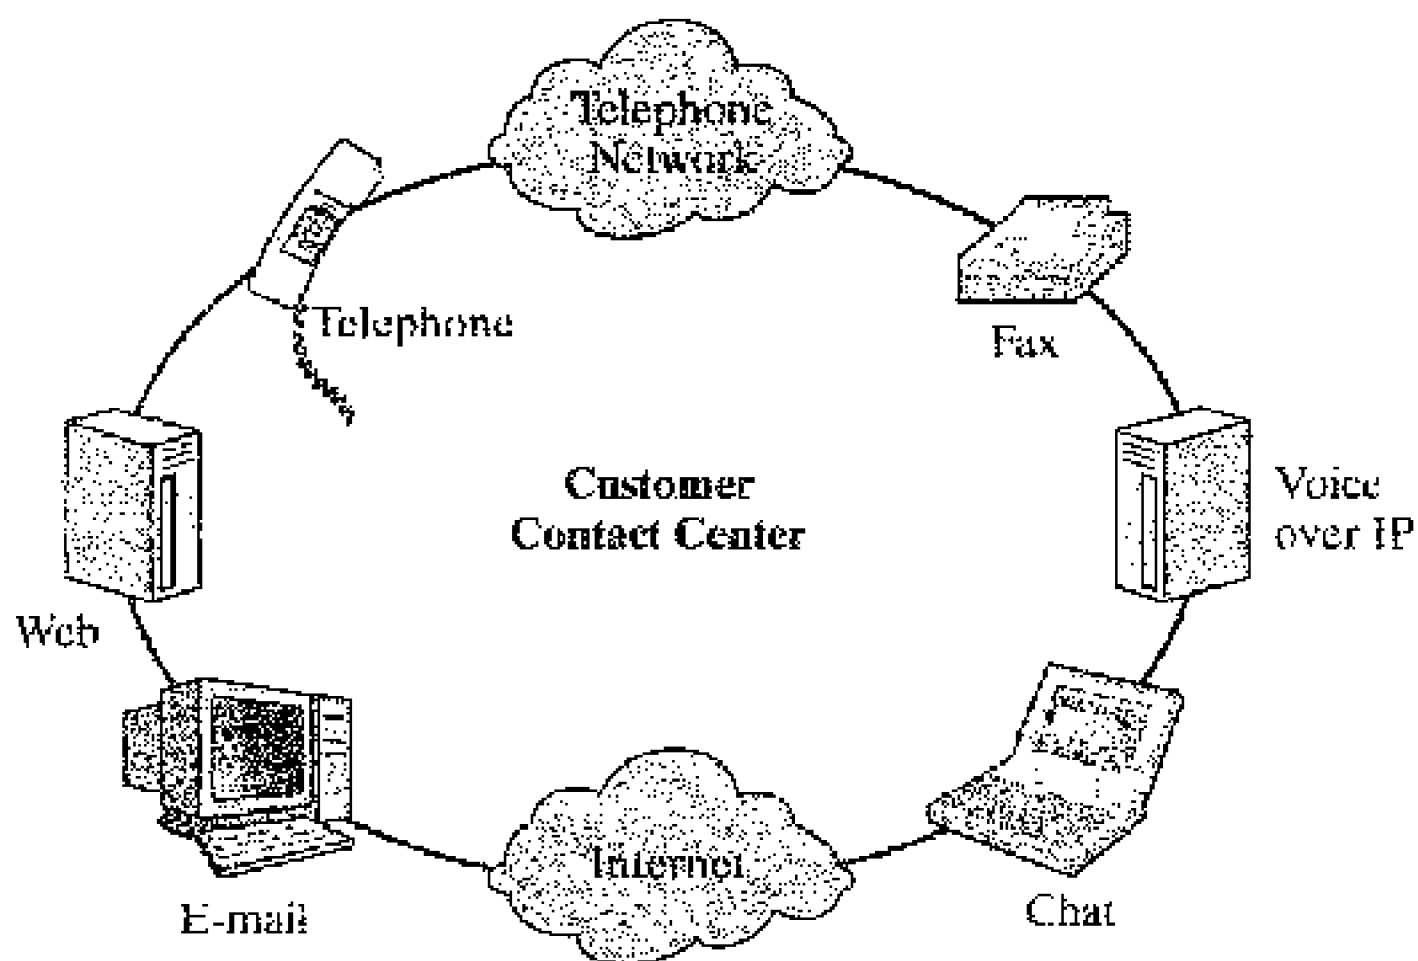 Telephone
Network
Telephone
Fax
Customer
Contact Center
Voice
over IP
Web
Internet
E-mail
Chat